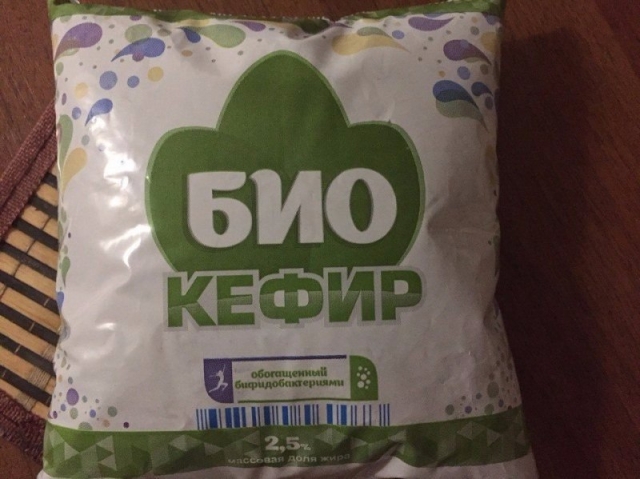 БИО
КЕФИР
обогащенный
бифидобактериями
2,5%
массовая доля жира